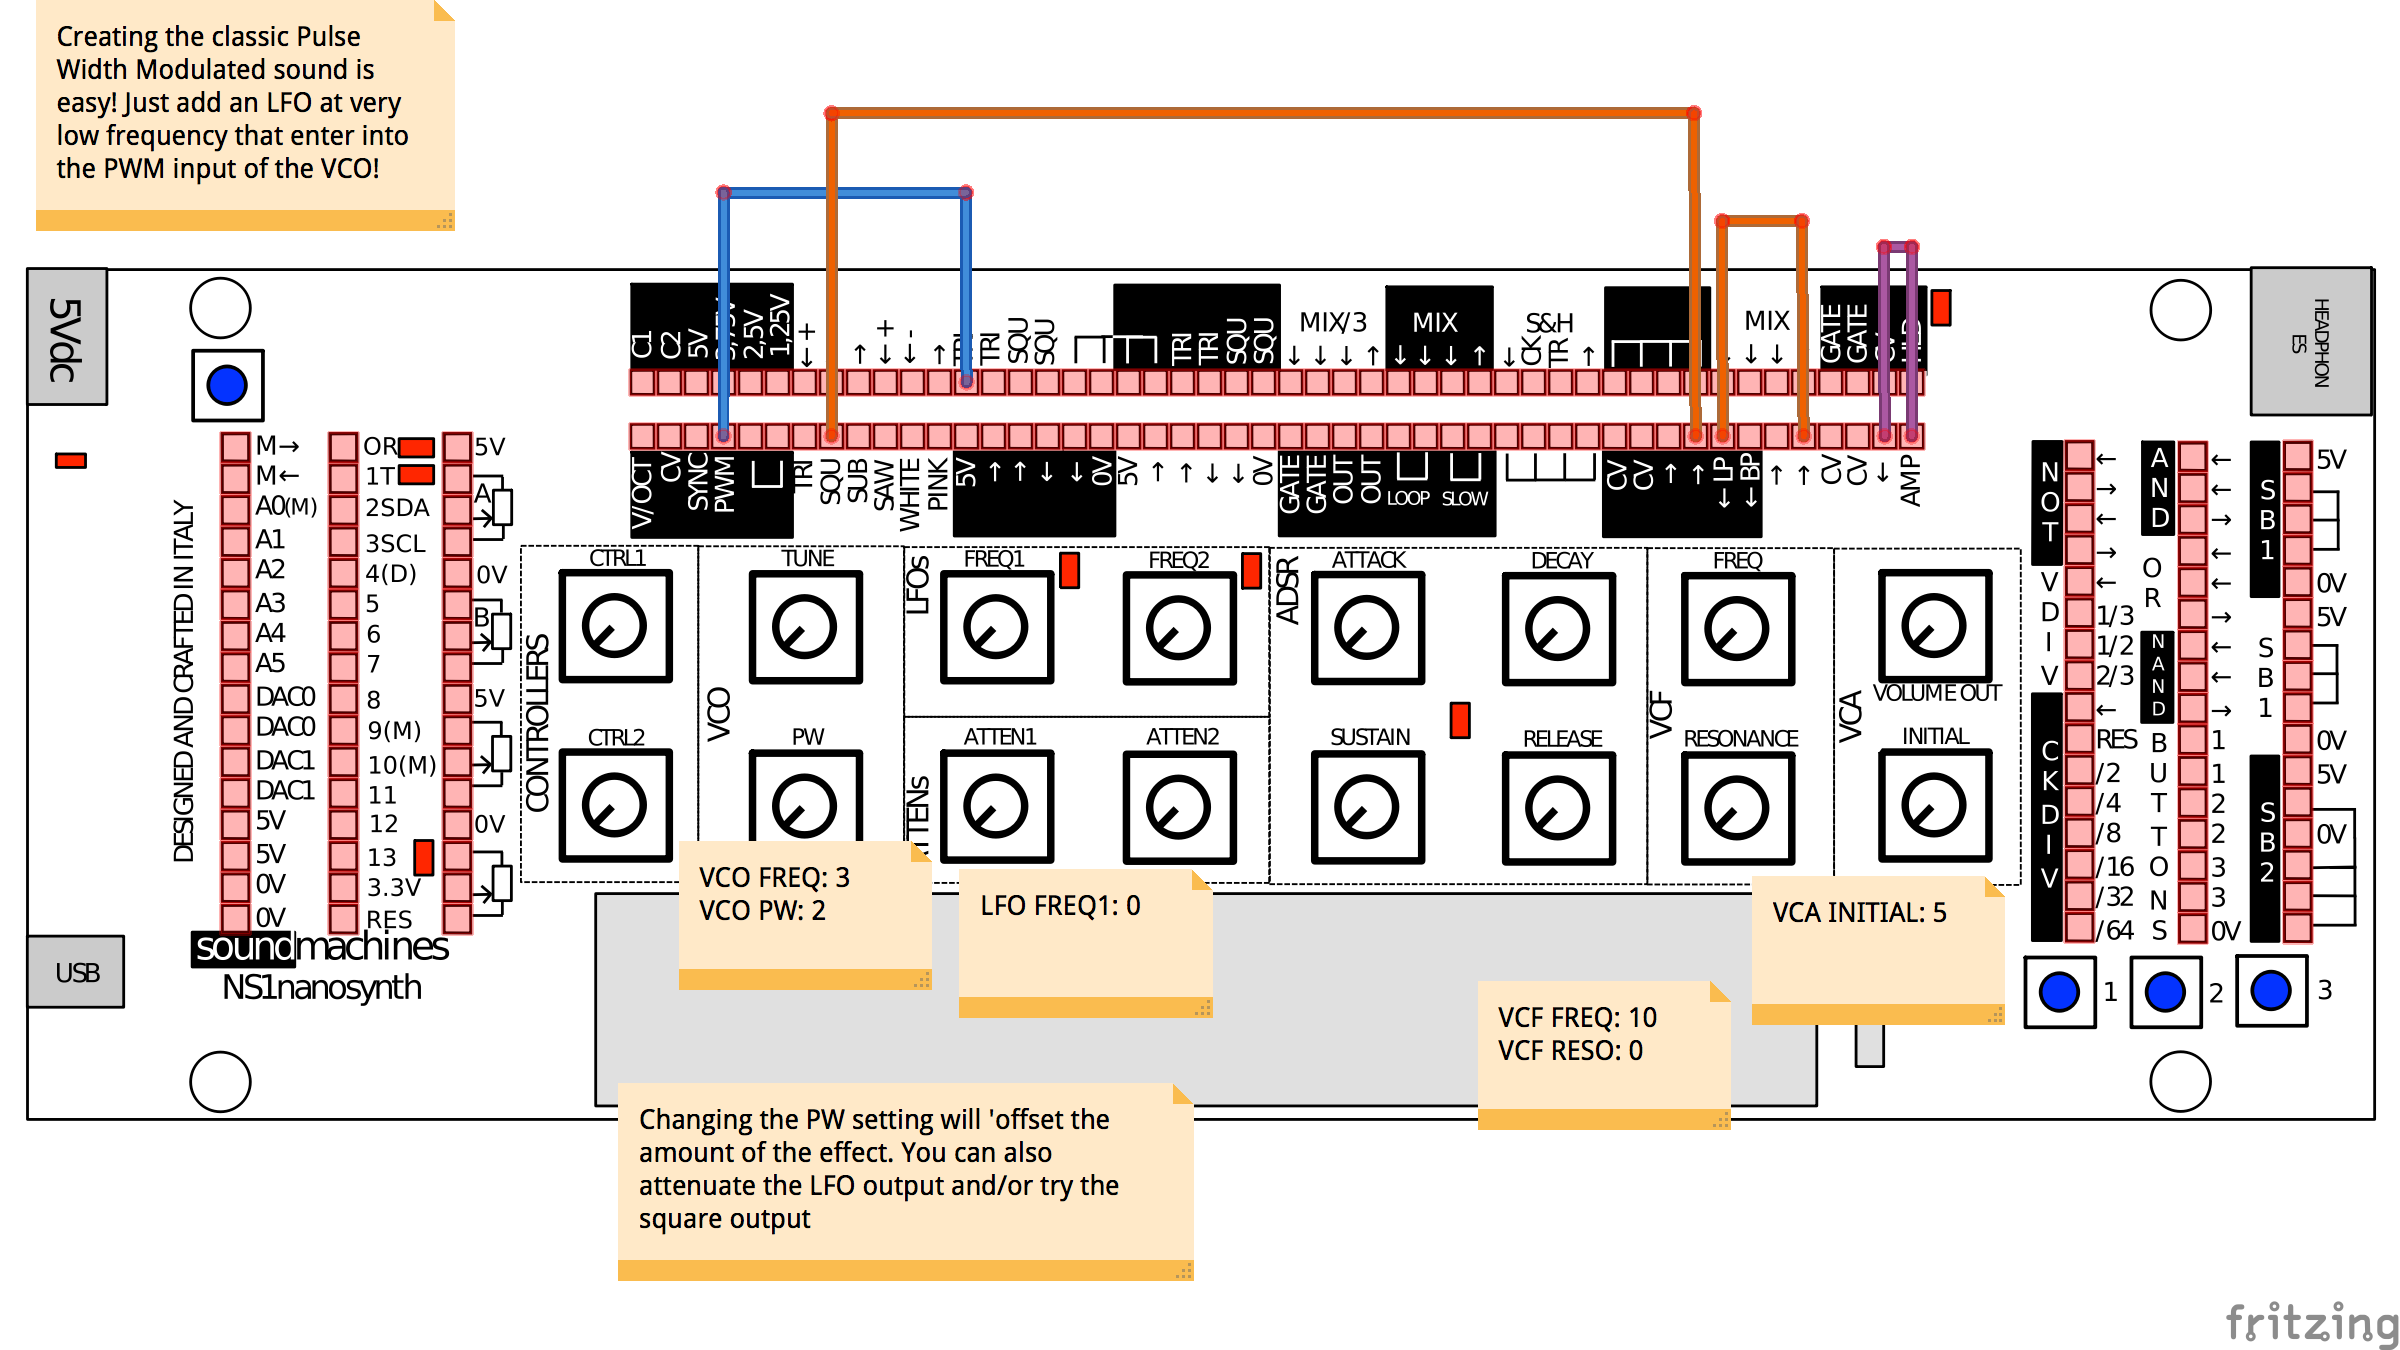 Creating the classic Pulse
Width Modulated sound is
easy! Just add an LFO at very
low frequency that enter into
the PWM input of the VCO!
5Vdc
HEADPHON
ES
C1
C2
5V
2,5V
1,25V
↓ +
↑
↓ +
↓ -
↑
TRI
TRI
SQU
SQU
TRI
TRI
SQU
SQU
MIX/3
↓ ↓ ↓ ↑
MIX
↓ ↓ ↓ ↑
S&H
↓
CK
TR
↑
MIX
↓ ↓
GATE
GATE
V/OCT
CV
SYNC
PWM
TRI
SQU
SUB
SAW
WHITE
PINK
5V
↑ ↑ ↓ ↓
0V
5V
↑ ↑ ↓ ↓
0V
GATE
GATE
OUT
OUT
LOOP
SLOW
CV
CV
↑ ↑
←LP
←BP
↑ ↑
CV
CV
↓
AMP
DESIGNED AND CRAFTED IN ITALY
M→
M←
A0(M)
A1
A2
A3
A4
A5
DAC0
DAC0
DAC1
DAC1
5V
5V
0V
0V
OR
1T
2SDA
3SCL
4(D)
5
6
7
8
9(M)
10(M)
11
12
13
3.3V
RES
5V
A
0V
B
5V
0V
CONTROLLERS
CTRL1
CTRL2
VCO
TUNE
PW
LFOs
FREQ1
FREQ2
ATTEN1
ATTEN2
ADSR
ATTACK
DECAY
SUSTAIN
RELEASE
VCF
FREQ
RESONANCE
VCA
VOLUME OUT
INITIAL
NOT
←
→
←
→
VDIV
←
1/3
1/2
2/3
CKDIV
←
RES
/2
/4
/8
/16
/32
/64
AND
←
←
→
OR
←
←
→
NAND
←
←
→
BUTTONS
1
1
2
2
3
3
0V
SB1
5V
0V
SB1
5V
0V
SB2
5V
0V
1
2
3
soundmachines
NS1nanosynth
USB
VCO FREQ: 3
VCO PW: 2
LFO FREQ1: 0
VCA INITIAL: 5
VCF FREQ: 10
VCF RESO: 0
Changing the PW setting will 'offset the
amount of the effect. You can also
attenuate the LFO output and/or try the
square output
fritzing